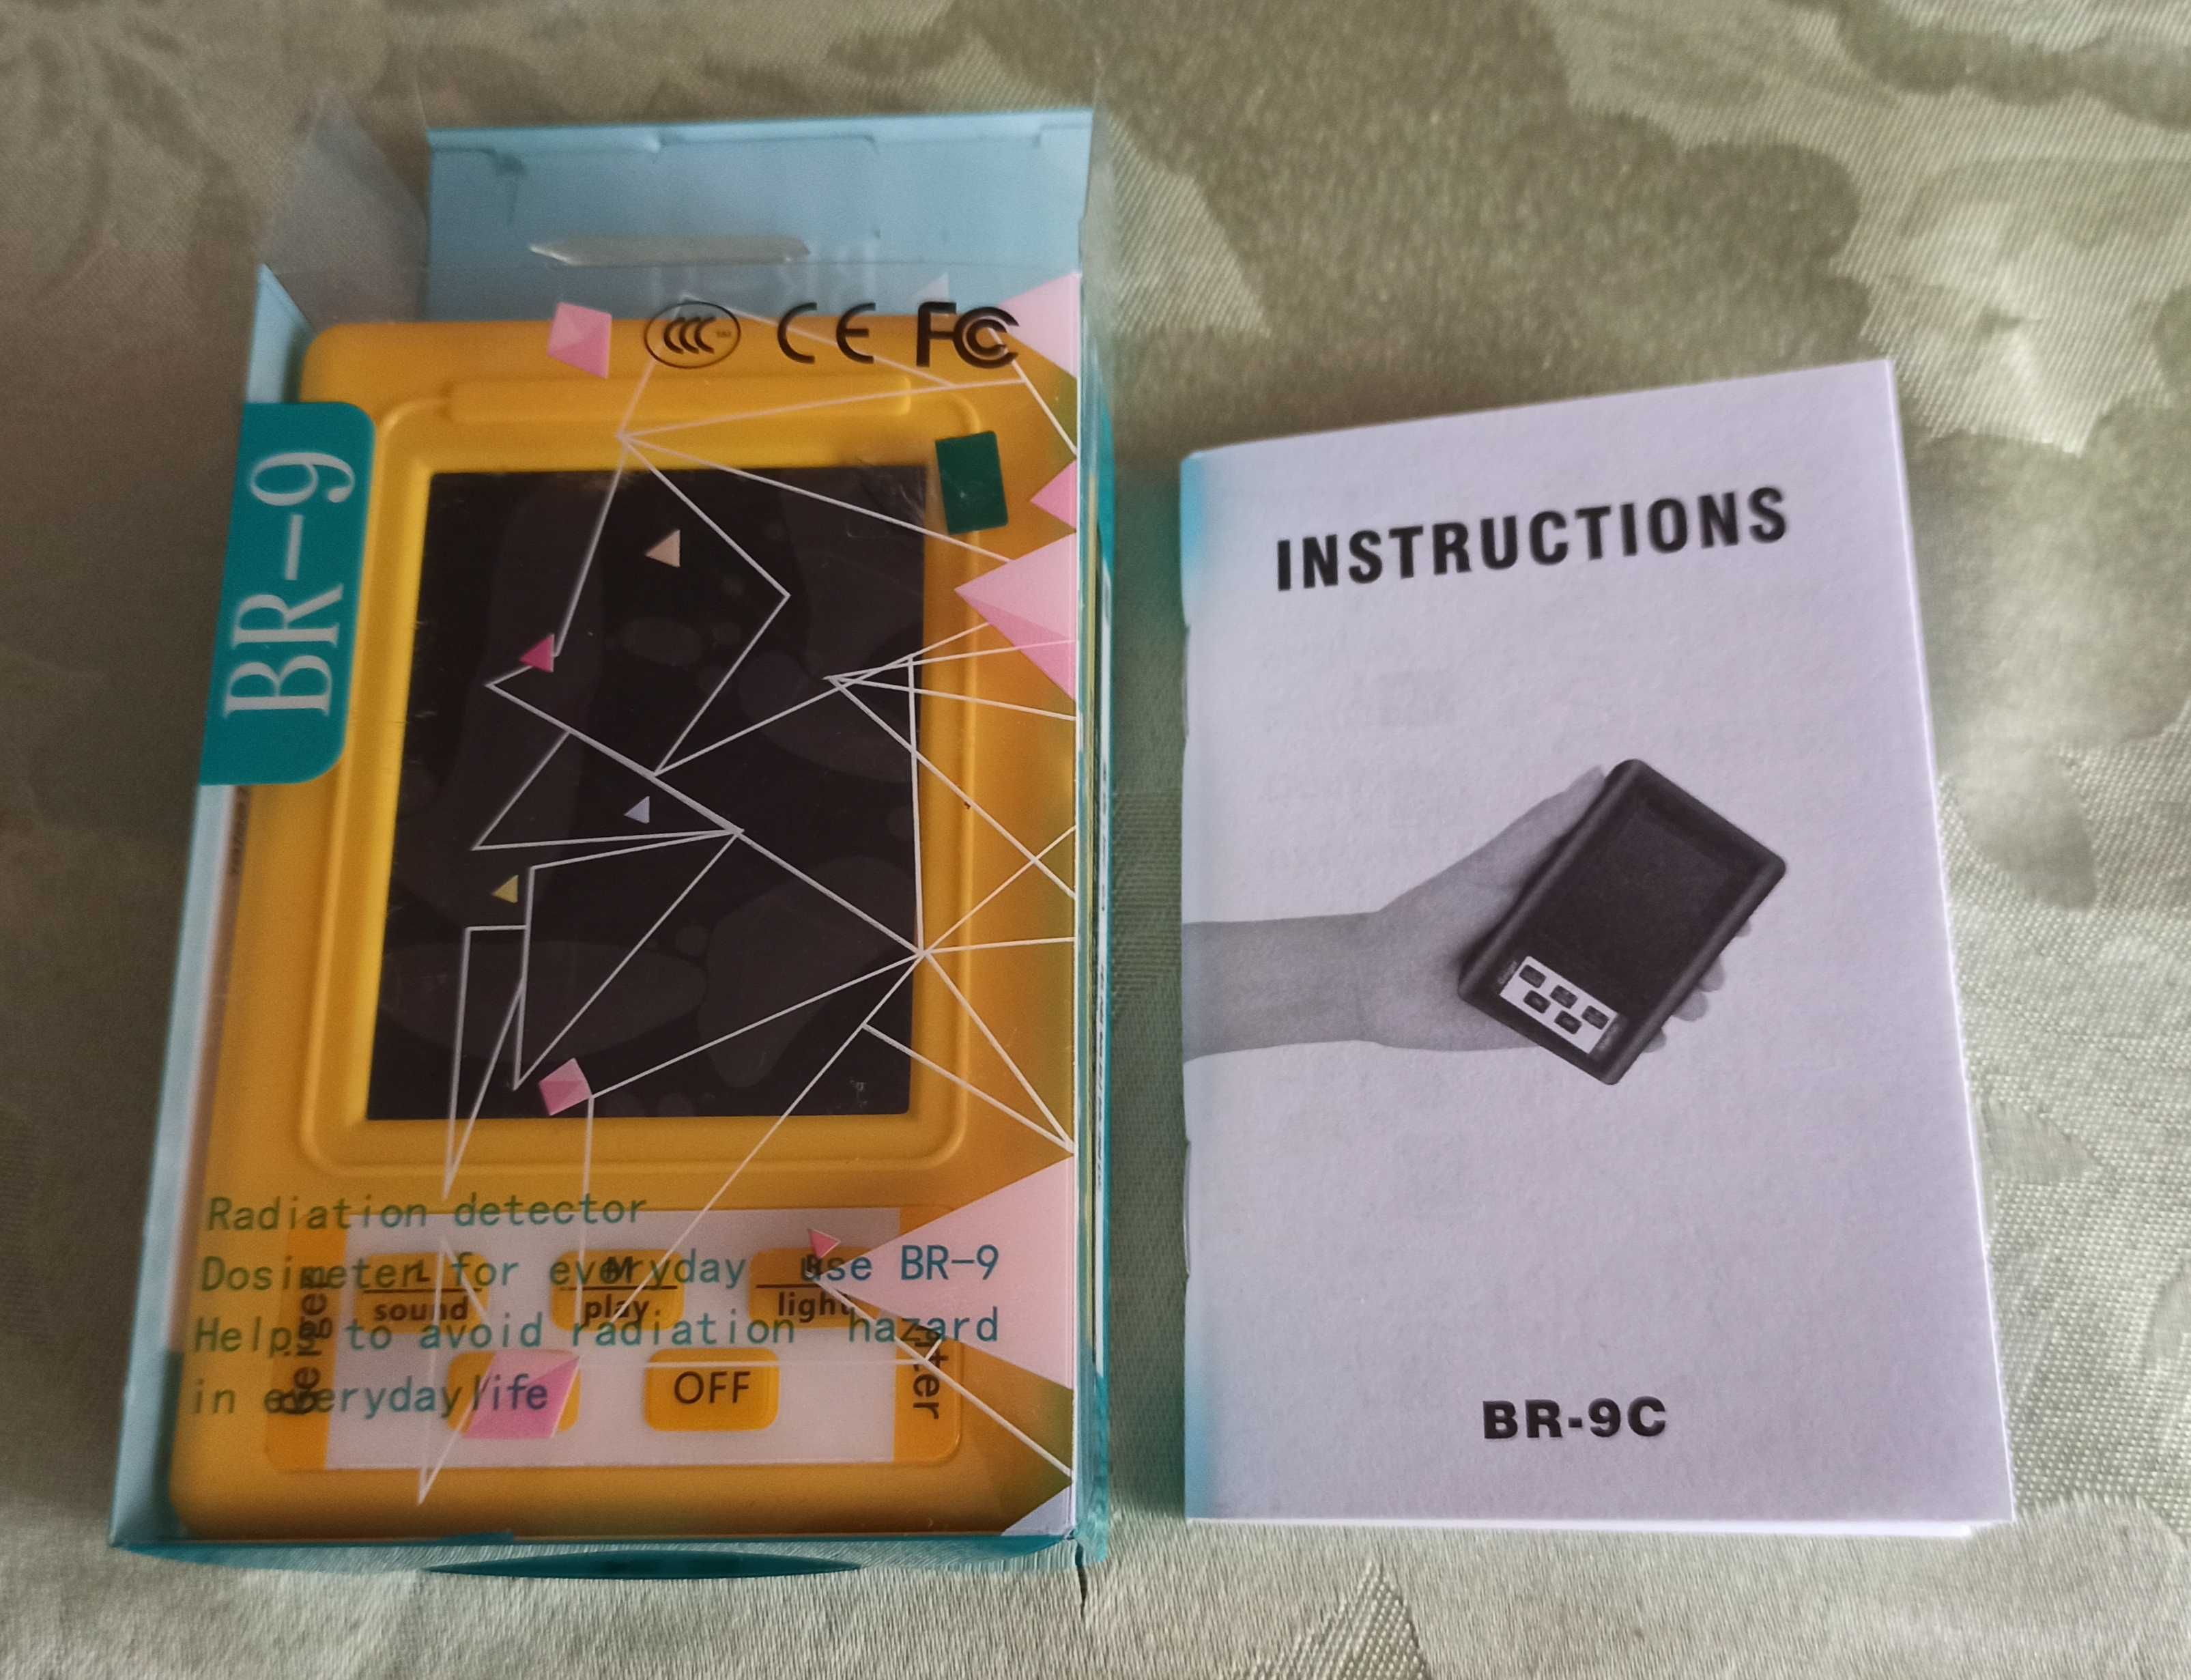 CCC CE FC
BR-9
Radiation detector
Dosimeter for everyday use BR-9
Helps to avoid radiation hazard
in everyday life
L M R
sound play light
OFF
INSTRUCTIONS
BR-9C